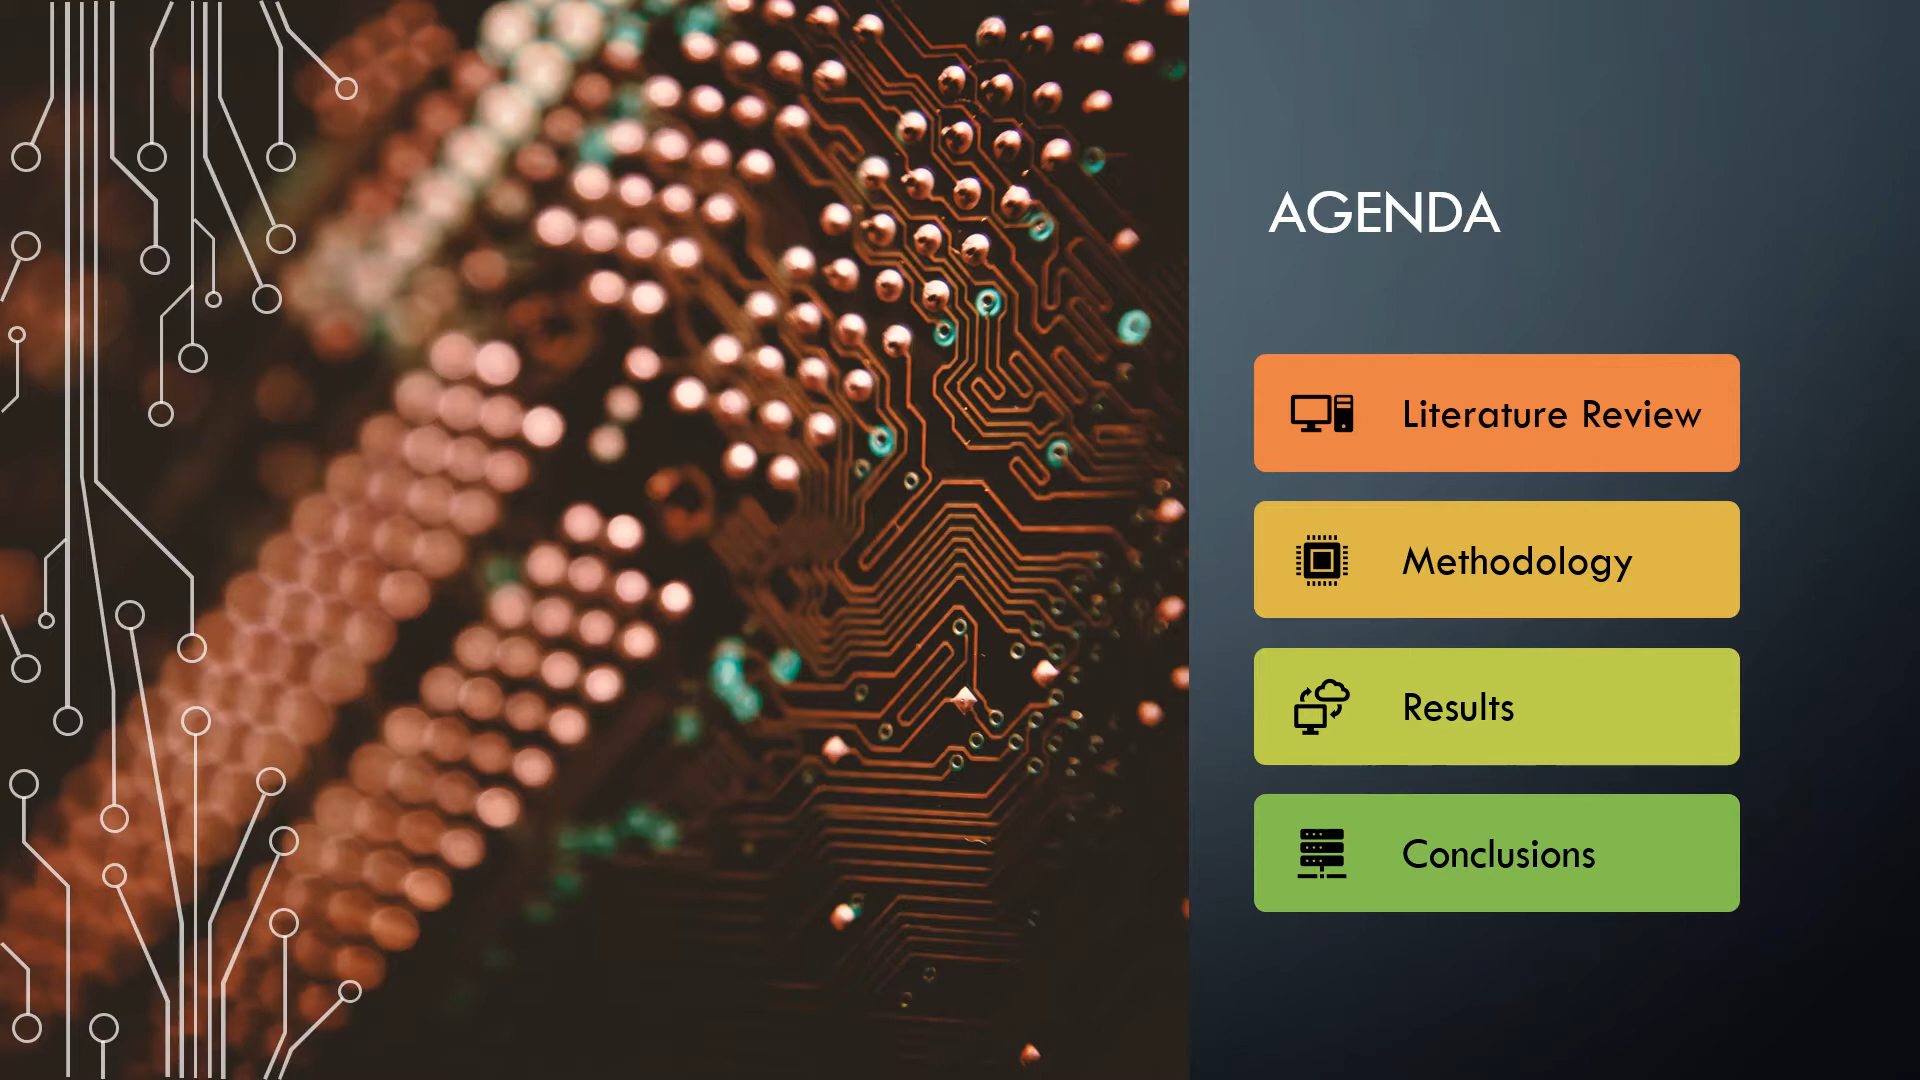 AGENDA
Literature Review
Methodology
Results
Conclusions